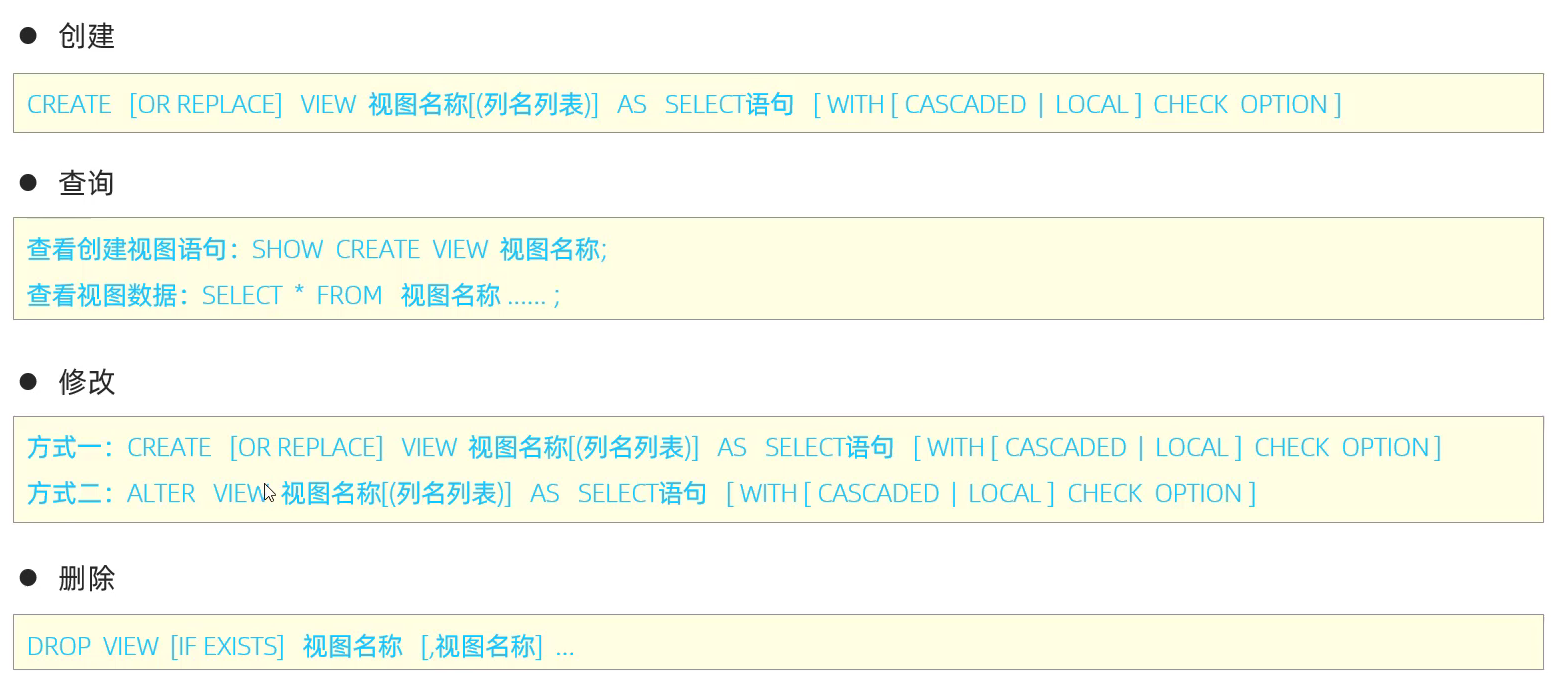 ● 创建
CREATE [OR REPLACE] VIEW 视图名称[(列名列表)] AS SELECT语句 [ WITH [ CASCADED | LOCAL ] CHECK OPTION ]
● 查询
查看创建视图语句：SHOW CREATE VIEW 视图名称;
查看视图数据：SELECT * FROM 视图名称 ...... ;
● 修改
方式一：CREATE [OR REPLACE] VIEW 视图名称[(列名列表)] AS SELECT语句 [ WITH [ CASCADED | LOCAL ] CHECK OPTION ]
方式二：ALTER VIEW 视图名称[(列名列表)] AS SELECT语句 [ WITH [ CASCADED | LOCAL ] CHECK OPTION ]
● 删除
DROP VIEW [IF EXISTS] 视图名称 [,视图名称] ...